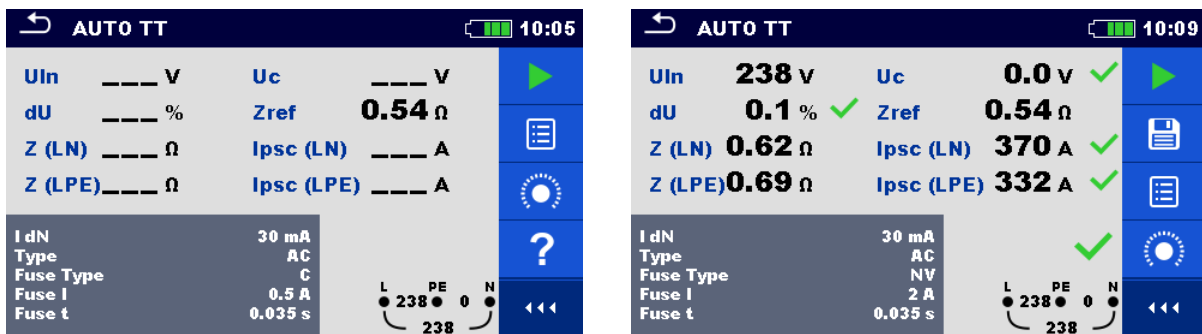 AUTO TT 10:05
Uln ___ V Uc ___ V
dU ___ % Zref 0.54 Ω
Z (LN) ___ Ω Ipsc (LN) ___ A
Z (LPE)___ Ω Ipsc (LPE) ___ A
I dN 30 mA
Type AC
Fuse Type C
Fuse I 0.5 A
Fuse t 0.035 s
L PE N
238 0
238
?
AUTO TT 10:09
Uln 238 V Uc 0.0 V
dU 0.1 % Zref 0.54 Ω
Z (LN) 0.62 Ω Ipsc (LN) 370 A
Z (LPE)0.69 Ω Ipsc (LPE) 332 A
I dN 30 mA
Type AC
Fuse Type NV
Fuse I 2 A
Fuse t 0.035 s
L PE N
238 0
238